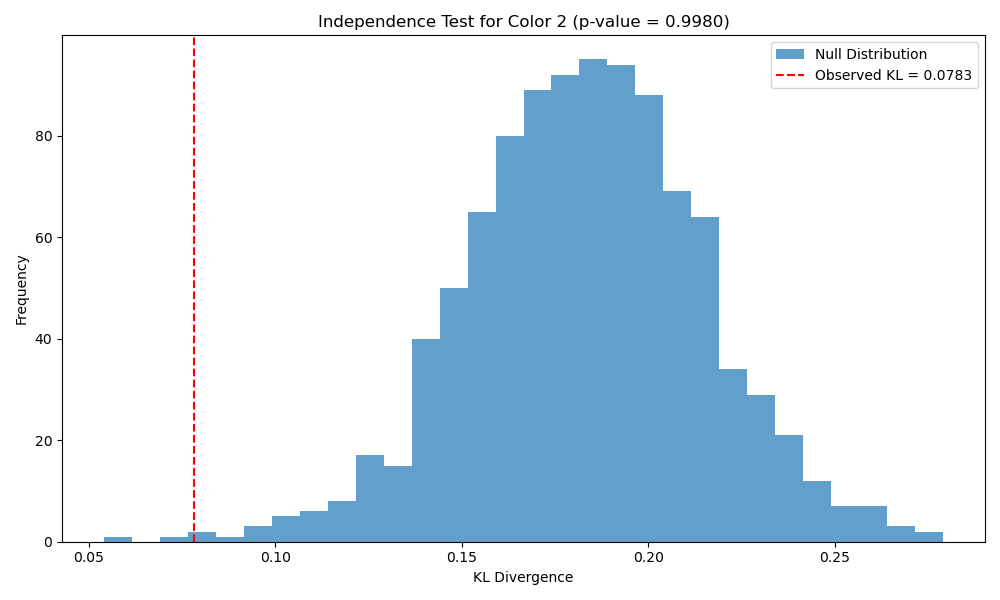 Independence Test for Color 2 (p-value = 0.9980)
Null Distribution
Observed KL = 0.0783
Frequency
80
60
40
20
0
0.05 0.10 0.15 0.20 0.25
KL Divergence